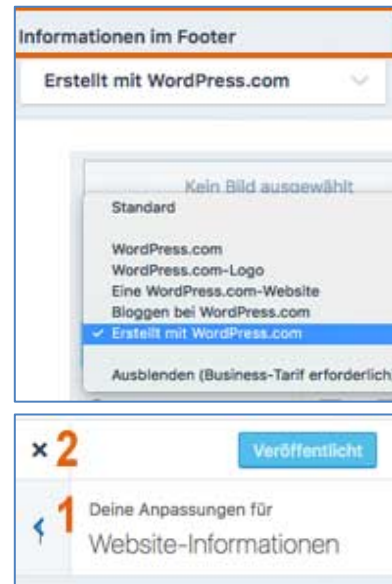 Informationen im Footer
Erstellt mit WordPress.com
Kein Bild ausgewählt
Standard
WordPress.com
WordPress.com-Logo
Eine WordPress.com-Website
Bloggen bei WordPress.com
✓ Erstellt mit WordPress.com
Ausblenden (Business-Tarif erforderlich
× 2 Veröffentlicht
1 Deine Anpassungen für
Website-Informationen